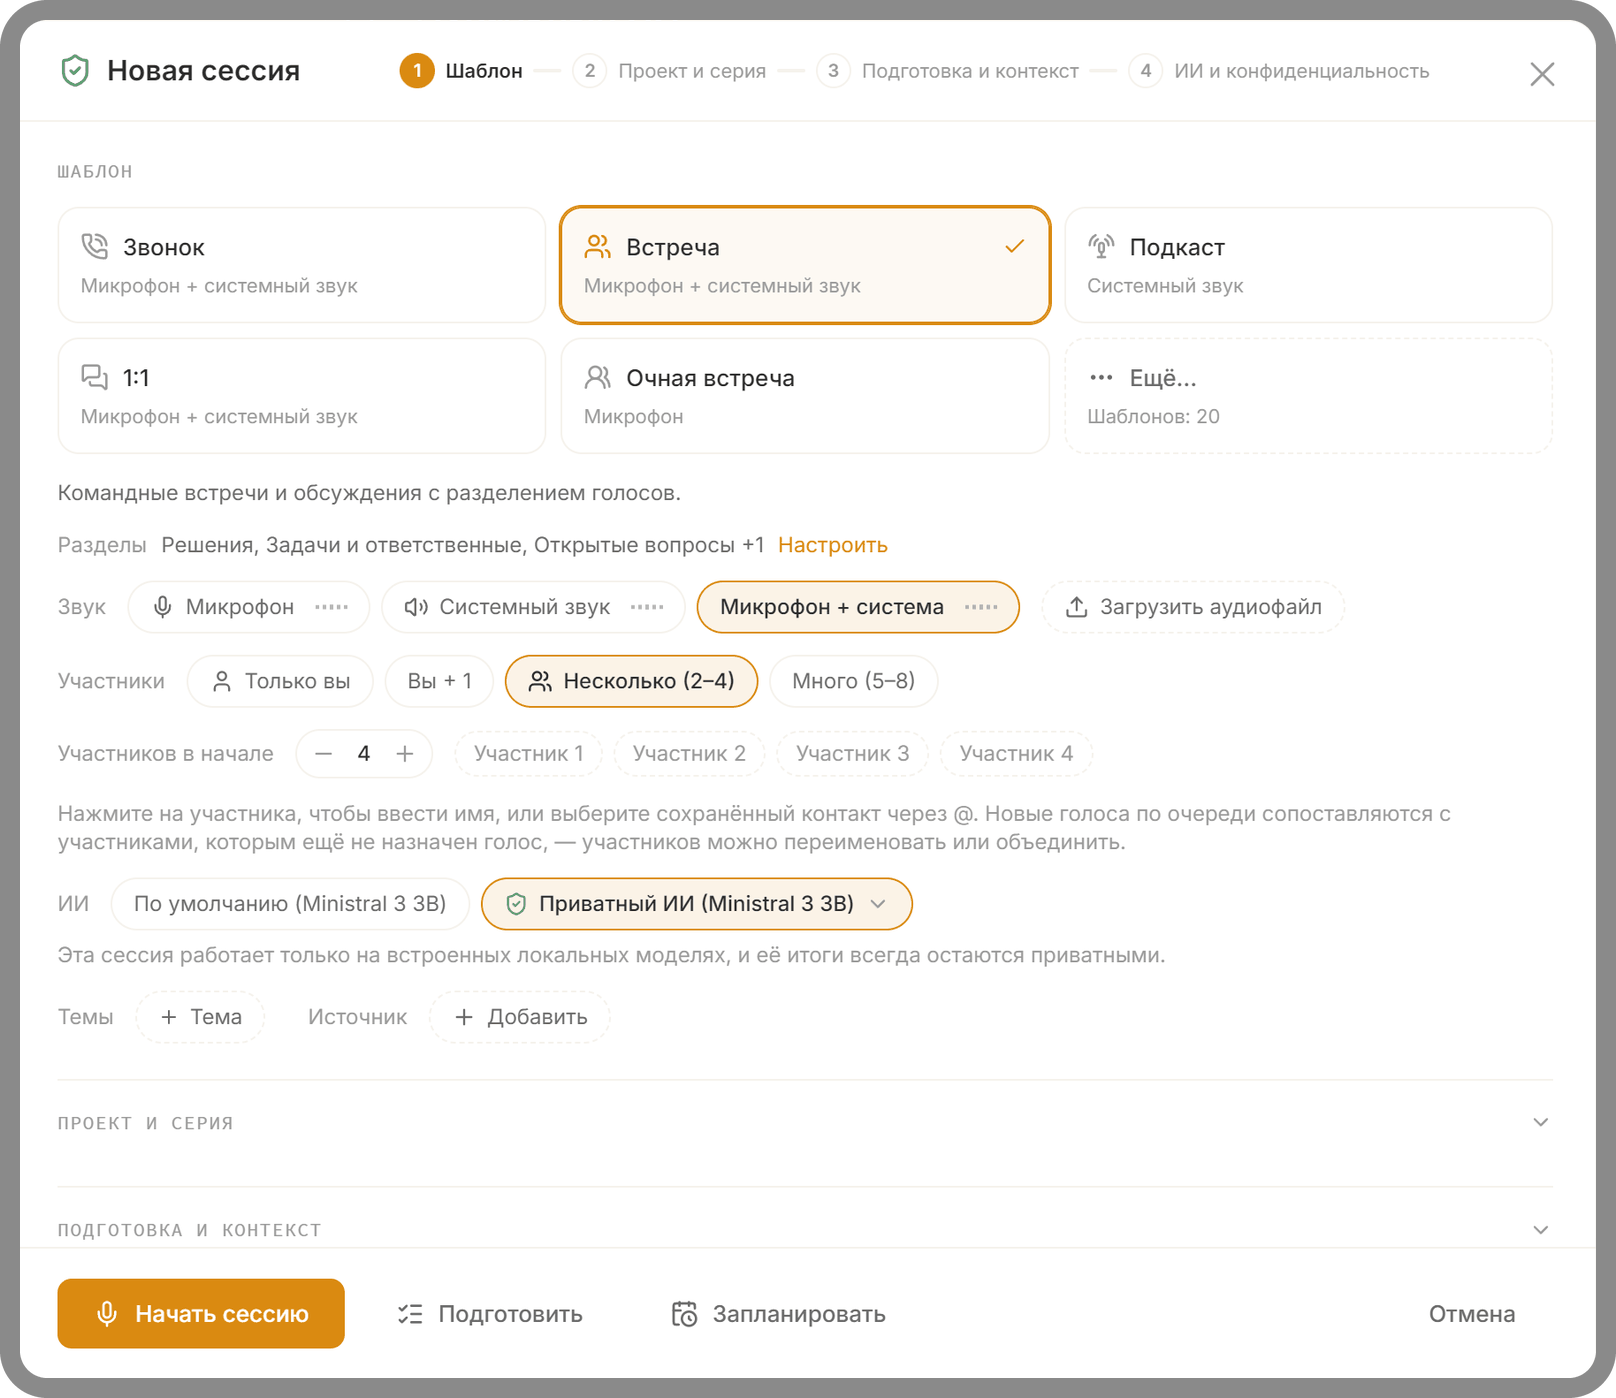 Новая сессия
1 Шаблон
2 Проект и серия
3 Подготовка и контекст
4 ИИ и конфиденциальность
ШАБЛОН
Звонок
Микрофон + системный звук
Встреча
Микрофон + системный звук
Подкаст
Системный звук
1:1
Микрофон + системный звук
Очная встреча
Микрофон
Ещё...
Шаблонов: 20
Командные встречи и обсуждения с разделением голосов.
Разделы Решения, Задачи и ответственные, Открытые вопросы +1 Настроить
Звук Микрофон Системный звук Микрофон + система Загрузить аудиофайл
Участники Только вы Вы + 1 Несколько (2–4) Много (5–8)
Участников в начале — 4 + Участник 1 Участник 2 Участник 3 Участник 4
Нажмите на участника, чтобы ввести имя, или выберите сохранённый контакт через @. Новые голоса по очереди сопоставляются с
участниками, которым ещё не назначен голос, — участников можно переименовать или объединить.
ИИ По умолчанию (Ministral 3 3B) Приватный ИИ (Ministral 3 3B)
Эта сессия работает только на встроенных локальных моделях, и её итоги всегда остаются приватными.
Темы + Тема Источник + Добавить
ПРОЕКТ И СЕРИЯ
ПОДГОТОВКА И КОНТЕКСТ
Начать сессию Подготовить Запланировать Отмена